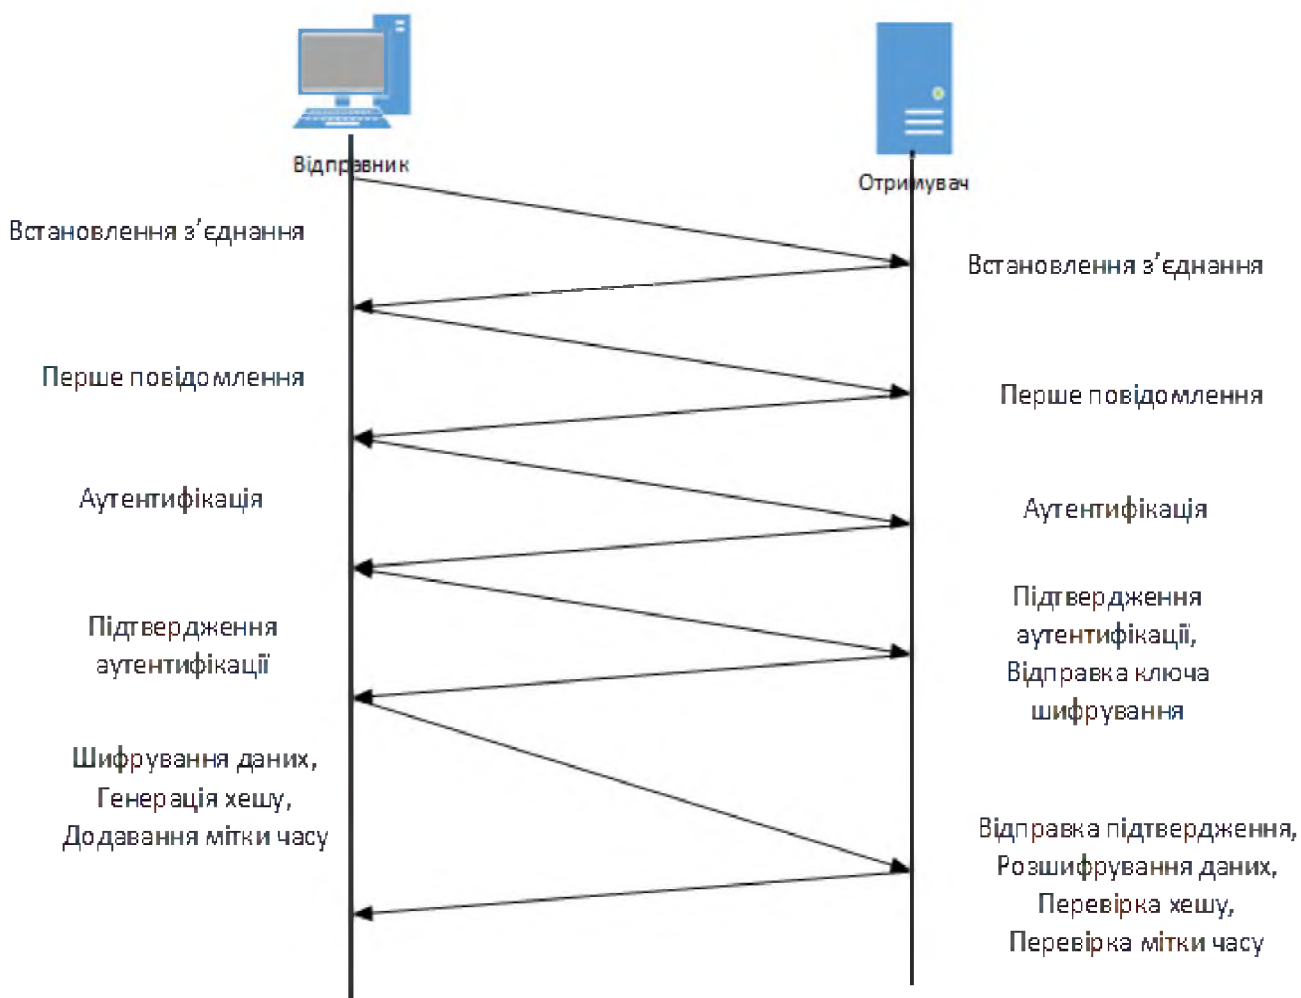 Відправник
Отримувач
Встановлення з’єднання
Встановлення з’єднання
Перше повідомлення
Перше повідомлення
Аутентифікація
Аутентифікація
Підтвердження
аутентифікації
Підтвердження
аутентифікації,
Відправка ключа
шифрування
Шифрування даних,
Генерація хешу,
Додавання мітки часу
Відправка підтвердження,
Розшифрування даних,
Перевірка хешу,
Перевірка мітки часу